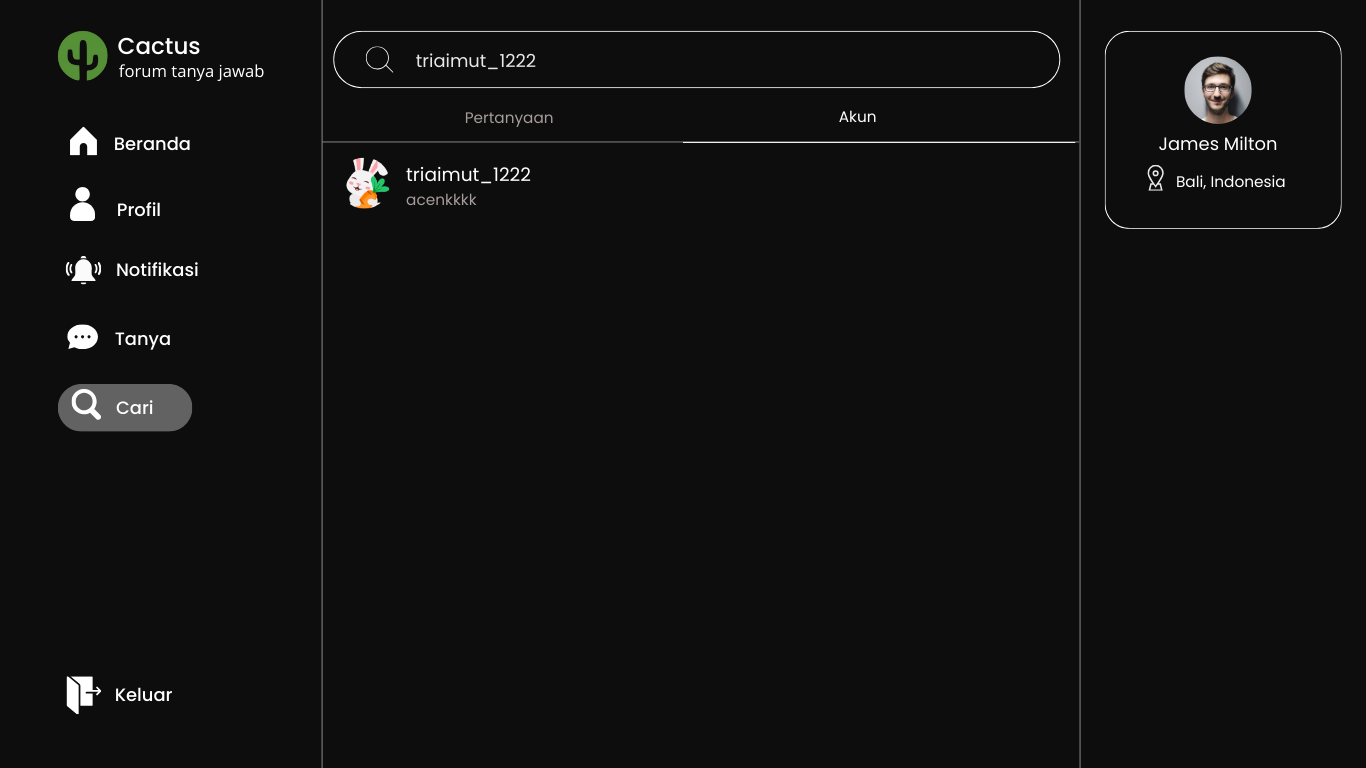 Cactus
forum tanya jawab
Beranda
Profil
Notifikasi
Tanya
Cari
Keluar
triaimut_1222
Pertanyaan
Akun
triaimut_1222
acenkkkk
James Milton
Bali, Indonesia